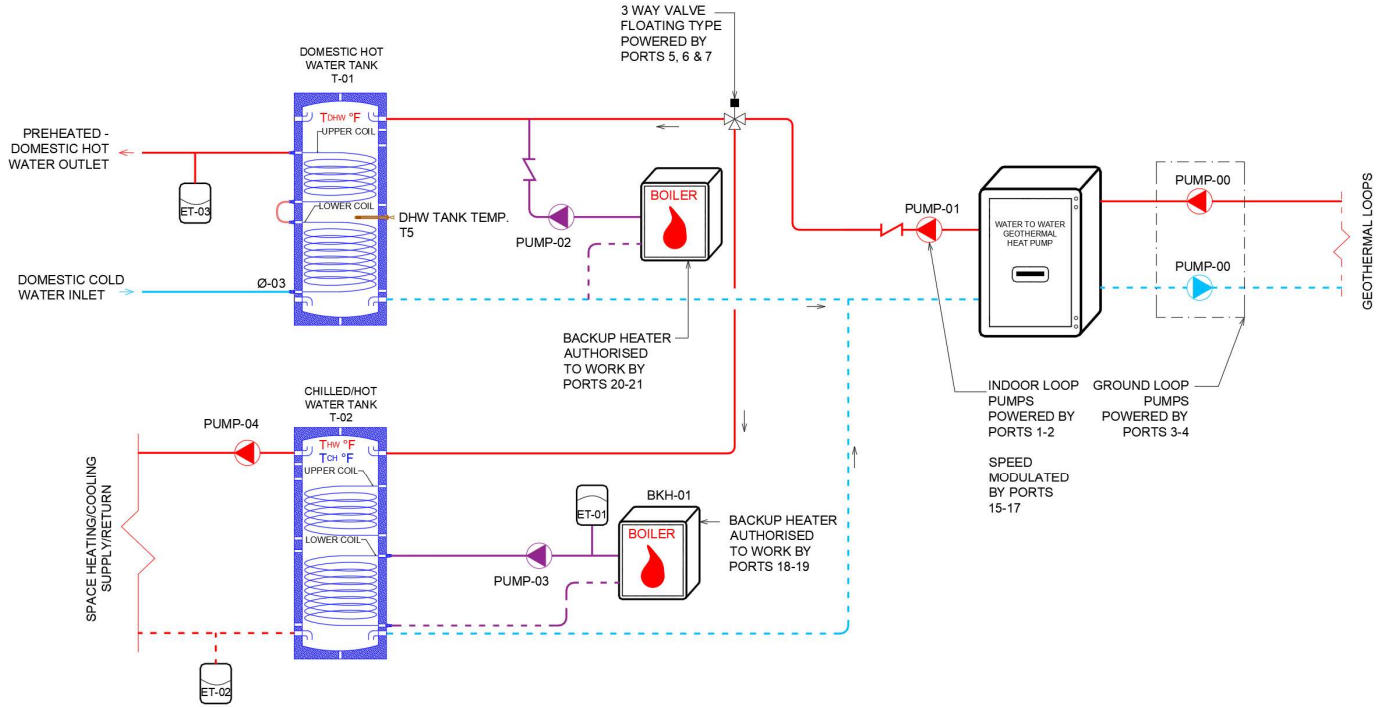 3 WAY VALVE
FLOATING TYPE
POWERED BY
PORTS 5, 6 & 7
DOMESTIC HOT
WATER TANK
T-01
TDHW °F
UPPER COIL
PREHEATED -
DOMESTIC HOT
WATER OUTLET
ET-03
LOWER COIL
DHW TANK TEMP.
T5
DOMESTIC COLD
WATER INLET
Ø-03
BOILER
PUMP-02
BACKUP HEATER
AUTHORISED
TO WORK BY
PORTS 20-21
PUMP-01
WATER TO WATER
GEOTHERMAL
HEAT PUMP
PUMP-00
PUMP-00
GEOTHERMAL LOOPS
INDOOR LOOP
PUMPS
POWERED BY
PORTS 1-2
SPEED
MODULATED
BY PORTS
15-17
GROUND LOOP
PUMPS
POWERED BY
PORTS 3-4
CHILLED/HOT
WATER TANK
T-02
PUMP-04
THW °F
TCH °F
UPPER COIL
LOWER COIL
SPACE HEATING/COOLING
SUPPLY/RETURN
ET-02
ET-01
PUMP-03
BKH-01
BOILER
BACKUP HEATER
AUTHORISED
TO WORK BY
PORTS 18-19